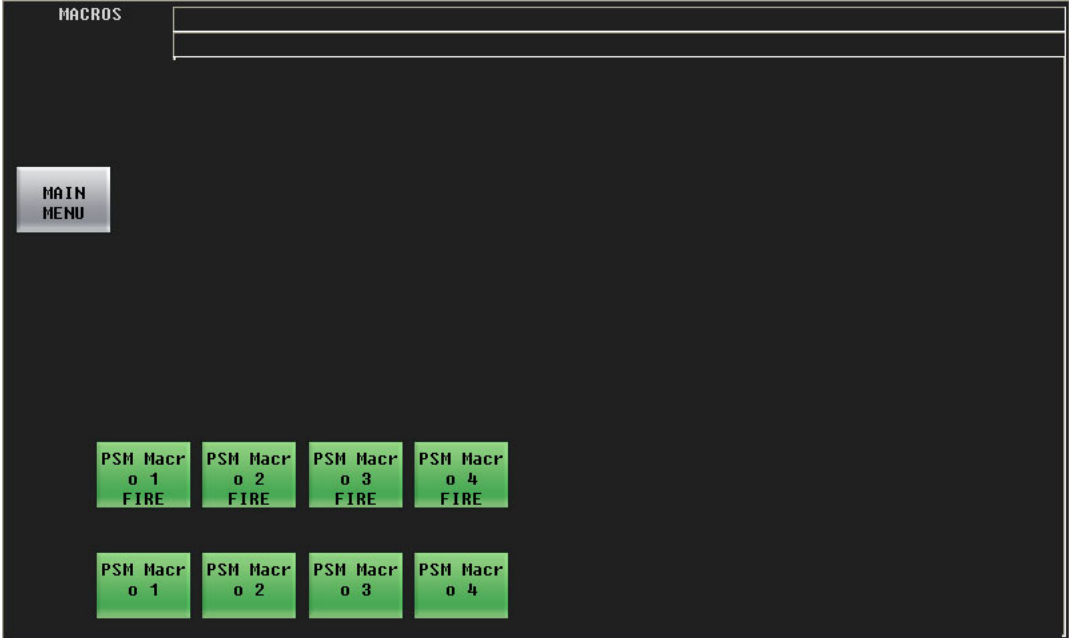 MACROS
MAIN
MENU
PSM Macr
o 1
FIRE
PSM Macr
o 2
FIRE
PSM Macr
o 3
FIRE
PSM Macr
o 4
FIRE
PSM Macr
o 1
PSM Macr
o 2
PSM Macr
o 3
PSM Macr
o 4